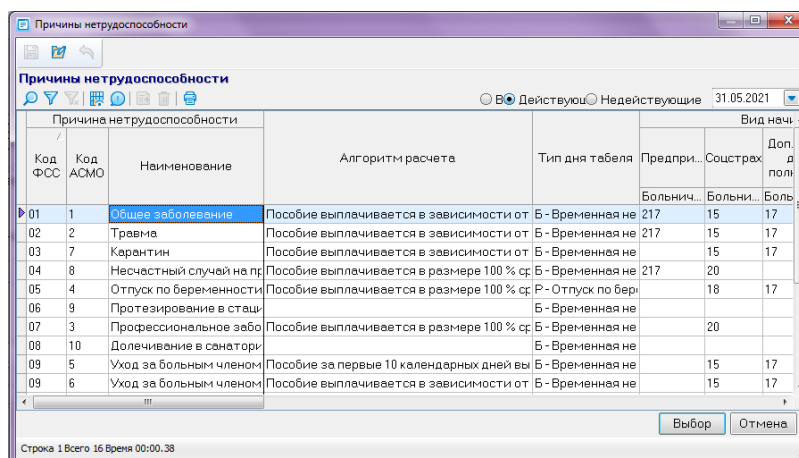 Причины нетрудоспособности
Причины нетрудоспособности
В Действующ Недействующие 31.05.2021
Причина нетрудоспособности Вид начи
Код ФСС Код АСМО Наименование Алгоритм расчета Тип дня табеля Предпри... Соцстрах Доп. д полн
Больнич... Больни... Боль
01 1 Общее заболевание Пособие выплачивается в зависимости от Б - Временная не 217 15 17
02 2 Травма Пособие выплачивается в зависимости от Б - Временная не 217 15 17
03 7 Карантин Пособие выплачивается в зависимости от Б - Временная не 15 17
04 8 Несчастный случай на пр Пособие выплачивается в размере 100 % ср Б - Временная не 217 20
05 4 Отпуск по беременности Пособие выплачивается в размере 100 % ср Р - Отпуск по бере 18 17
06 9 Протезирование в стаци Б - Временная не
07 3 Профессиональное забо Пособие выплачивается в размере 100 % ср Б - Временная не 20
08 10 Долечивание в санатори Б - Временная не
09 5 Уход за больным членом Пособие за первые 10 календарных дней вы Б - Временная не 15 17
09 6 Уход за больным членом Пособие выплачивается в зависимости от Б - Временная не 15 17
Выбор Отмена
Строка 1 Всего 16 Время 00:00.38